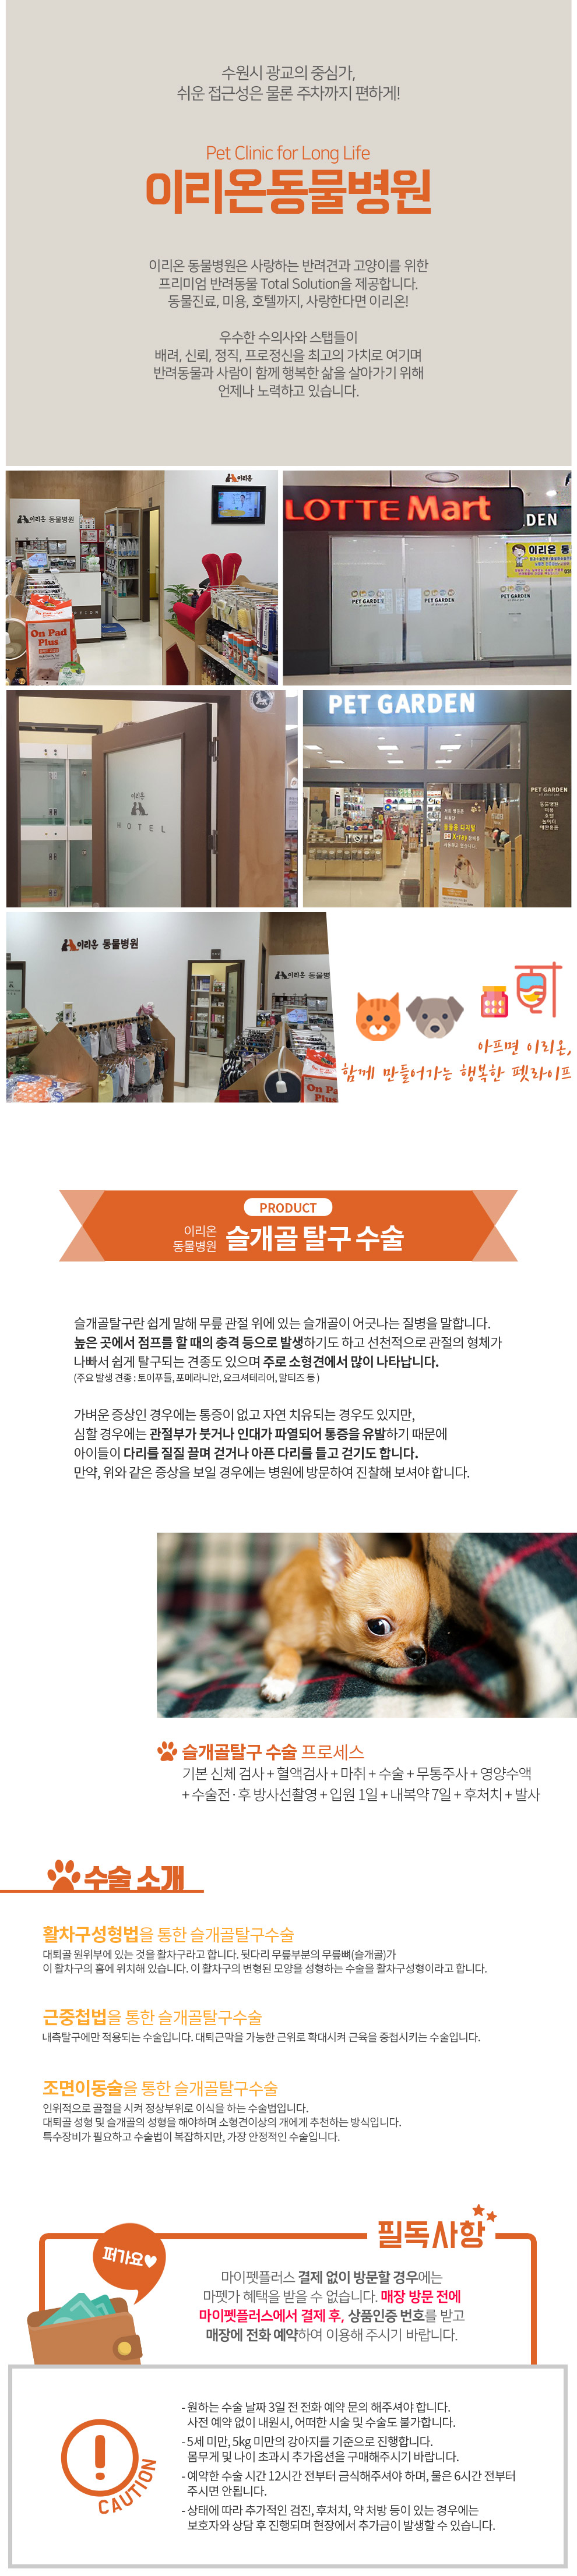 수원시 광교의 중심가,
쉬운 접근성은 물론 주차까지 편하게!
Pet Clinic for Long Life
이리온동물병원
이리온 동물병원은 사랑하는 반려견과 고양이를 위한
프리미엄 반려동물 Total Solution을 제공합니다.
동물진료, 미용, 호텔까지, 사랑한다면 이리온!
우수한 수의사와 스탭들이
배려, 신뢰, 정직, 프로정신을 최고의 가치로 여기며
반려동물과 사람이 함께 행복한 삶을 살아가기 위해
언제나 노력하고 있습니다.
이리온
이리온 동물병원
On Pad
Plus
LOTTE Mart
DEN
이리온 동
PET GARDEN
PET GARDEN
PET GARDEN
이리온
HOTEL
PET GARDEN
PET GARDEN
동물병원
미용
호텔
놀이터
애완용품
동물용 디지털
X-ray
이리온 동물병원
이리온 동물병
On Pa
아프면 이리온,
함께 만들어가는 행복한 펫라이프
PRODUCT
이리온
동물병원
슬개골 탈구 수술
슬개골탈구란 쉽게 말해 무릎 관절 위에 있는 슬개골이 어긋나는 질병을 말합니다.
높은 곳에서 점프를 할 때의 충격 등으로 발생하기도 하고 선천적으로 관절의 형체가
나빠서 쉽게 탈구되는 견종도 있으며 주로 소형견에서 많이 나타납니다.
(주요 발생 견종 : 토이푸들, 포메라니안, 요크셔테리어, 말티즈 등 )
가벼운 증상인 경우에는 통증이 없고 자연 치유되는 경우도 있지만,
심할 경우에는 관절부가 붓거나 인대가 파열되어 통증을 유발하기 때문에
아이들이 다리를 질질 끌며 걷거나 아픈 다리를 들고 걷기도 합니다.
만약, 위와 같은 증상을 보일 경우에는 병원에 방문하여 진찰해 보셔야 합니다.
슬개골탈구 수술 프로세스
기본 신체 검사 + 혈액검사 + 마취 + 수술 + 무통주사 + 영양수액
+ 수술전 · 후 방사선촬영 + 입원 1일 + 내복약 7일 + 후처치 + 발사
수술 소개
활차구성형법을 통한 슬개골탈구수술
대퇴골 원위부에 있는 것을 활차구라고 합니다. 뒷다리 무릎부분의 무릎뼈(슬개골)가
이 활차구의 홈에 위치해 있습니다. 이 활차구의 변형된 모양을 성형하는 수술을 활차구성형이라고 합니다.
근중첩법을 통한 슬개골탈구수술
내측탈구에만 적용되는 수술입니다. 대퇴근막을 가능한 근위로 확대시켜 근육을 중첩시키는 수술입니다.
조면이동술을 통한 슬개골탈구수술
인위적으로 골절을 시켜 정상부위로 이식을 하는 수술법입니다.
대퇴골 성형 및 슬개골의 성형을 해야하며 소형견이상의 개에게 추천하는 방식입니다.
특수장비가 필요하고 수술법이 복잡하지만, 가장 안정적인 수술입니다.
필독사항
퍼가요♥
마이펫플러스 결제 없이 방문할 경우에는
마펫가 혜택을 받을 수 없습니다. 매장 방문 전에
마이펫플러스에서 결제 후, 상품인증 번호를 받고
매장에 전화 예약하여 이용해 주시기 바랍니다.
CAUTION
- 원하는 수술 날짜 3일 전 전화 예약 문의 해주셔야 합니다.
사전 예약 없이 내원시, 어떠한 시술 및 수술도 불가합니다.
- 5세 미만, 5kg 미만의 강아지를 기준으로 진행합니다.
몸무게 및 나이 초과시 추가옵션을 구매해주시기 바랍니다.
- 예약한 수술 시간 12시간 전부터 금식해주셔야 하며, 물은 6시간 전부터
주시면 안됩니다.
- 상태에 따라 추가적인 검진, 후처치, 약 처방 등이 있는 경우에는
보호자와 상담 후 진행되며 현장에서 추가금이 발생할 수 있습니다.